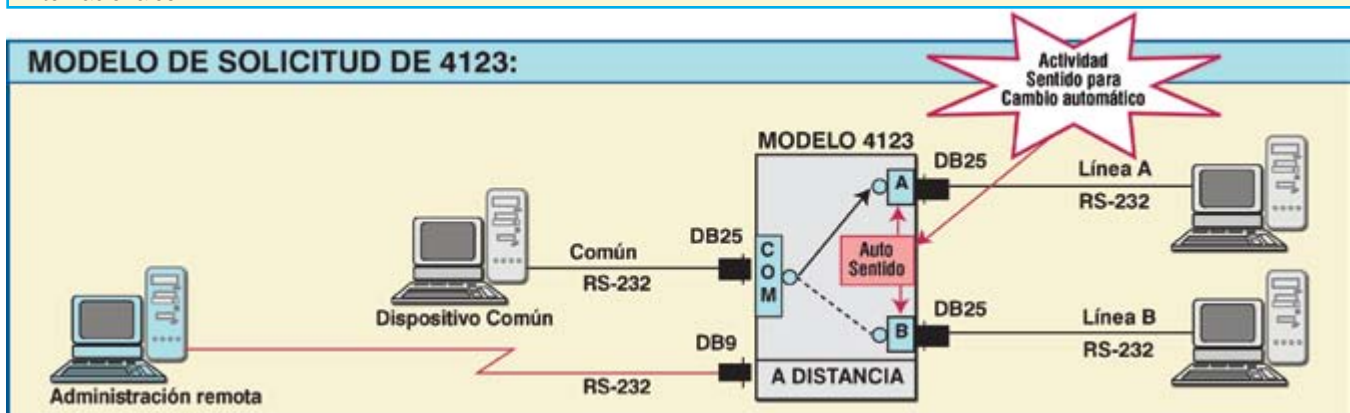 MODELO DE SOLICITUD DE 4123:
Actividad
Sentido para
Cambio automático
MODELO 4123
DB25
Línea A
RS-232
A
DB25
Común
RS-232
COM
Auto
Sentido
Dispositivo Común
DB25
Línea B
RS-232
B
DB9
RS-232
A DISTANCIA
Administración remota